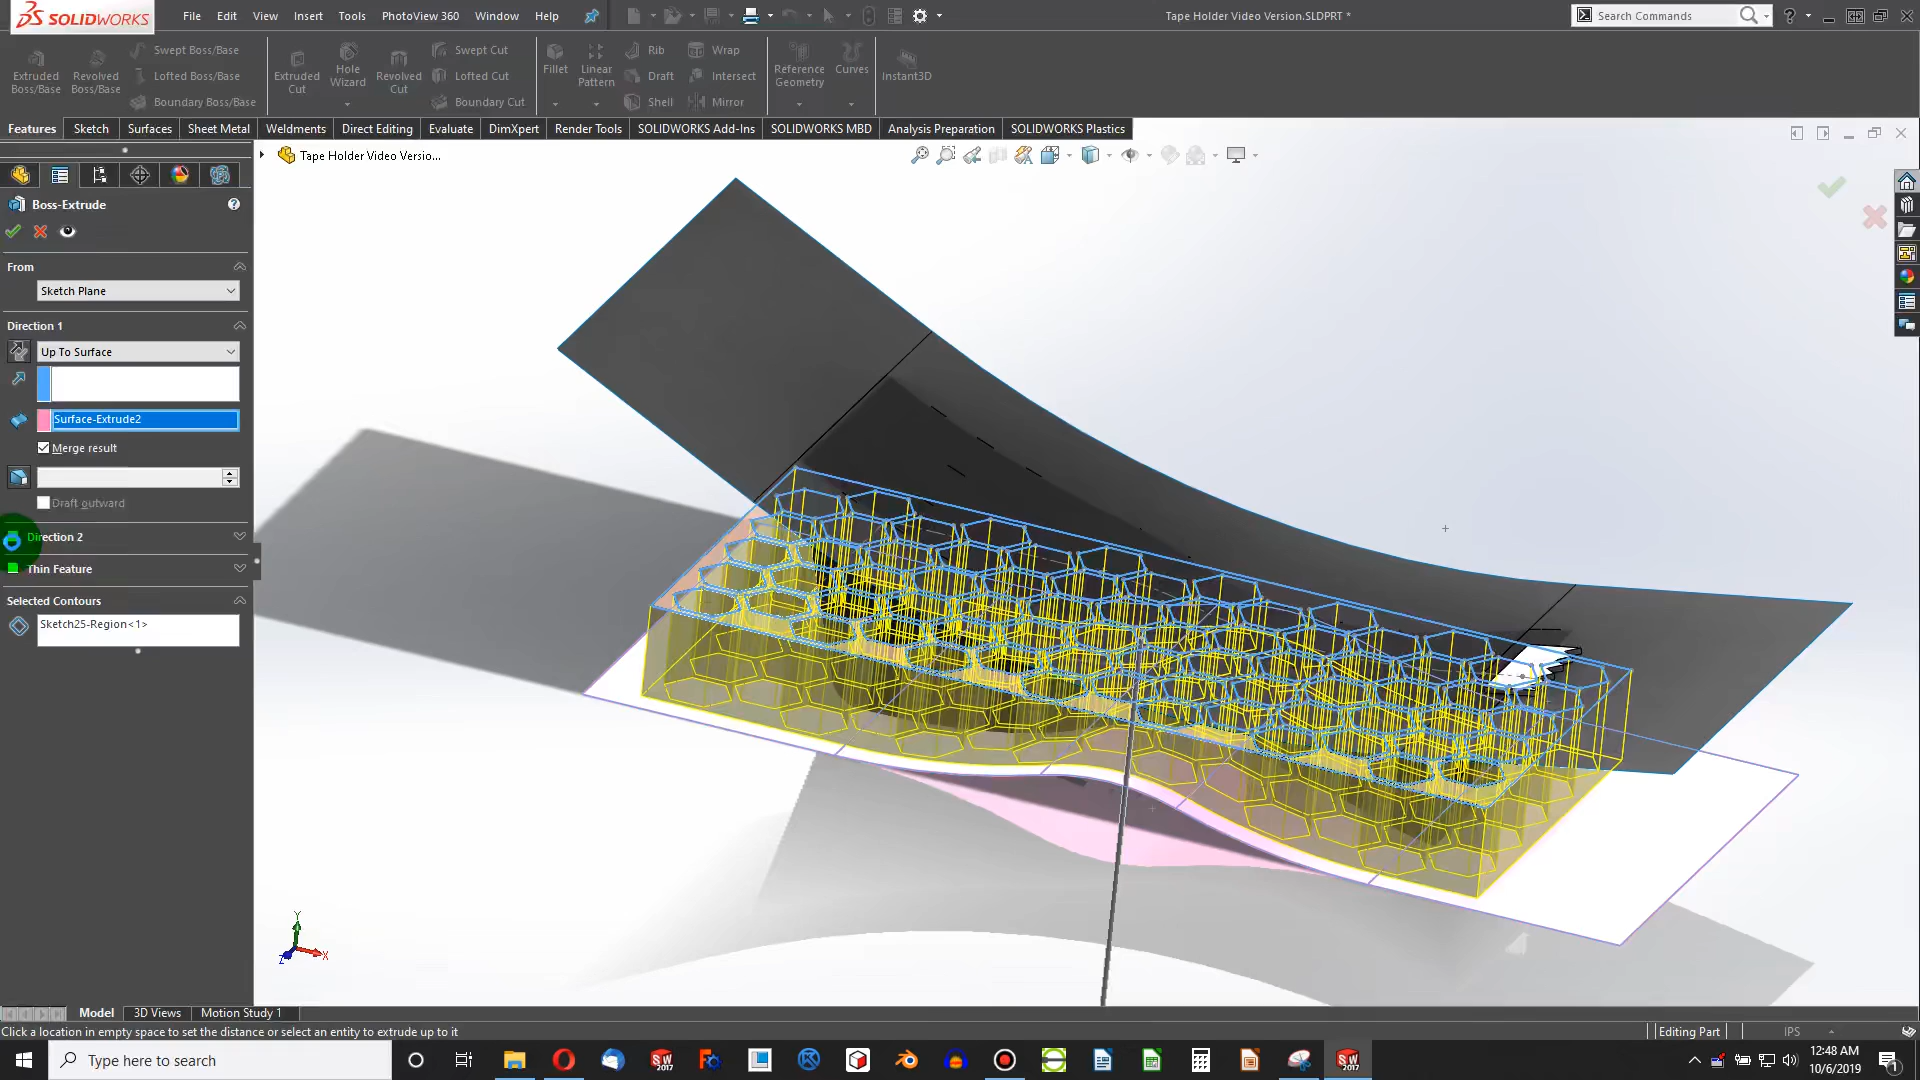 SOLIDWORKS
File Edit View Insert Tools PhotoView 360 Window Help
Tape Holder Video Version.SLDPRT *
Search Commands
?
Extruded Boss/Base
Revolved Boss/Base
Swept Boss/Base
Lofted Boss/Base
Boundary Boss/Base
Extruded Cut
Hole Wizard
Revolved Cut
Swept Cut
Lofted Cut
Boundary Cut
Fillet
Linear Pattern
Rib
Draft
Shell
Wrap
Intersect
Mirror
Reference Geometry
Curves
Instant3D
Features Sketch Surfaces Sheet Metal Weldments Direct Editing Evaluate DimXpert Render Tools SOLIDWORKS Add-Ins SOLIDWORKS MBD Analysis Preparation SOLIDWORKS Plastics
Tape Holder Video Versio...
Boss-Extrude
?
From
Sketch Plane
Direction 1
Up To Surface
Surface-Extrude2
Merge result
Draft outward
Direction 2
Thin Feature
Selected Contours
Sketch25-Region<1>
Y
X
Z
Model 3D Views Motion Study 1
Click a location in empty space to set the distance or select an entity to extrude up to it
Editing Part
IPS
Type here to search
SW 2017
SW 2017
12:48 AM
10/6/2019
1